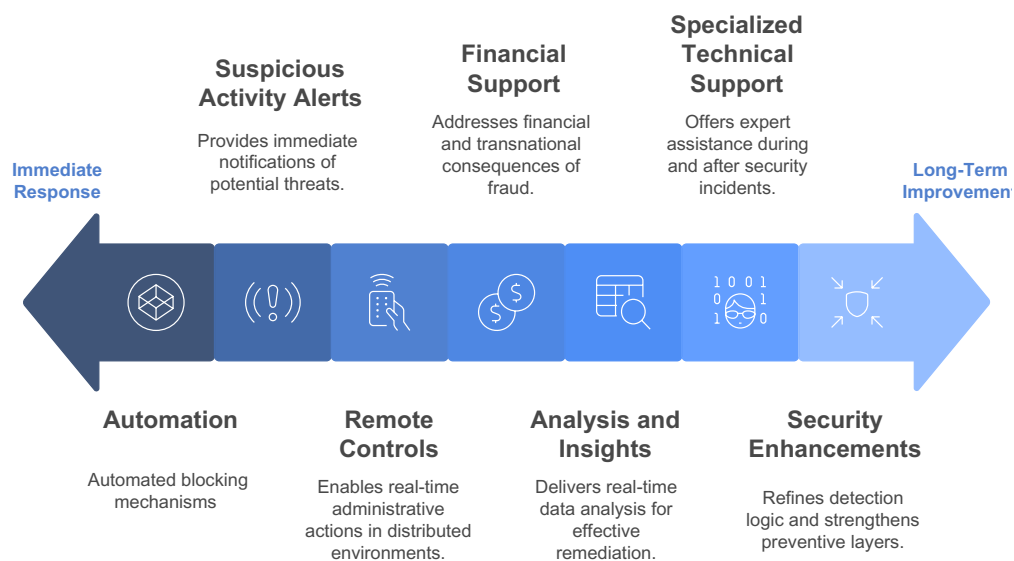 Specialized
Technical
Support
Offers expert
assistance during
and after security
incidents.
Financial
Support
Addresses financial
and transnational
consequences of
fraud.
Suspicious
Activity Alerts
Provides immediate
notifications of
potential threats.
Immediate
Response
Long-Term
Improvement
$
$
1 0 0 1
0 1
1 0
Automation
Automated blocking
mechanisms
Remote
Controls
Enables real-time
administrative
actions in distributed
environments.
Analysis and
Insights
Delivers real-time
data analysis for
effective
remediation.
Security
Enhancements
Refines detection
logic and strengthens
preventive layers.